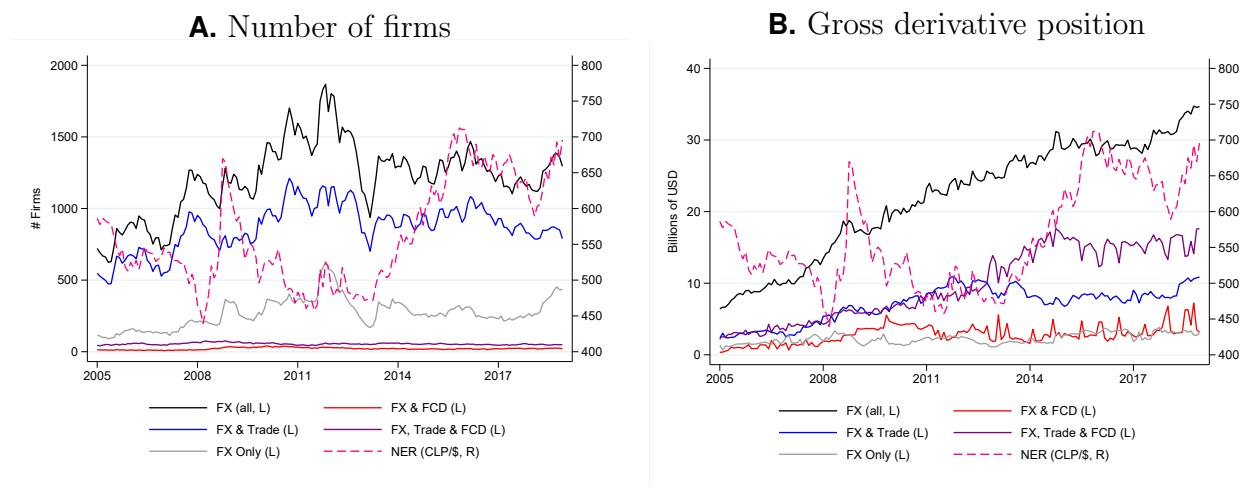 A. Number of firms
2000
1500
1000
500
0
# Firms
800
750
700
650
600
550
500
450
400
2005 2008 2011 2014 2017
FX (all, L) FX & FCD (L)
FX & Trade (L) FX, Trade & FCD (L)
FX Only (L) NER (CLP/$, R)
B. Gross derivative position
40
30
20
10
0
Billions of USD
800
750
700
650
600
550
500
450
400
2005 2008 2011 2014 2017
FX (all, L) FX & FCD (L)
FX & Trade (L) FX, Trade & FCD (L)
FX Only (L) NER (CLP/$, R)